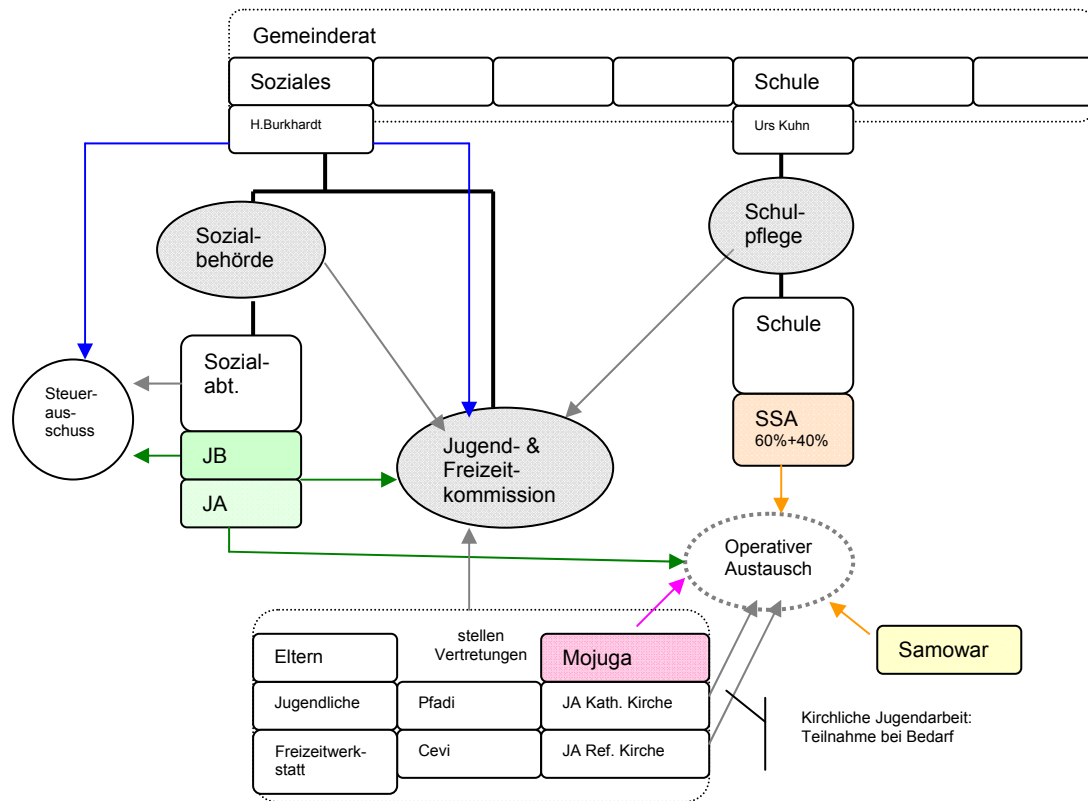 Gemeinderat
Soziales
Schule
H.Burkhardt
Urs Kuhn
Sozial-
behörde
Schul-
pflege
Sozial-
abt.
Schule
Steuer-
aus-
schuss
JB
JA
Jugend- &
Freizeit-
kommission
SSA
60%+40%
Operativer
Austausch
stellen
Vertretungen
Eltern
Mojuga
Samowar
Jugendliche
Pfadi
JA Kath. Kirche
Freizeitwerk-
statt
Cevi
JA Ref. Kirche
Kirchliche Jugendarbeit:
Teilnahme bei Bedarf